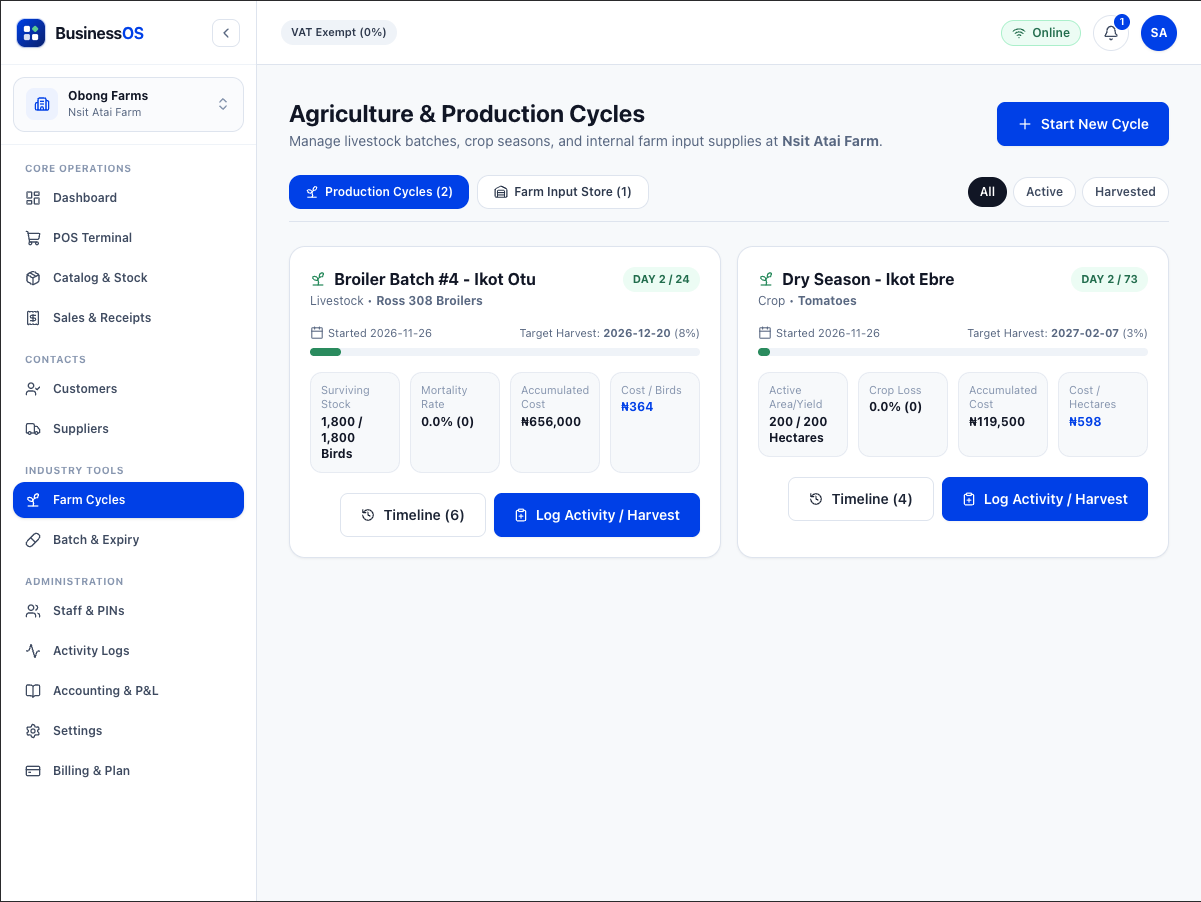 BusinessOS
Obong Farms
Nsit Atai Farm
CORE OPERATIONS
Dashboard
POS Terminal
Catalog & Stock
Sales & Receipts
CONTACTS
Customers
Suppliers
INDUSTRY TOOLS
Farm Cycles
Batch & Expiry
ADMINISTRATION
Staff & PINs
Activity Logs
Accounting & P&L
Settings
Billing & Plan
VAT Exempt (0%)
Online
1
SA
Agriculture & Production Cycles
Manage livestock batches, crop seasons, and internal farm input supplies at Nsit Atai Farm.
Start New Cycle
Production Cycles (2)
Farm Input Store (1)
All
Active
Harvested
Broiler Batch #4 - Ikot Otu
DAY 2 / 24
Livestock • Ross 308 Broilers
Started 2026-11-26
Target Harvest: 2026-12-20 (8%)
Surviving
Stock
1,800 /
1,800
Birds
Mortality
Rate
0.0% (0)
Accumulated
Cost
₦656,000
Cost / Birds
₦364
Timeline (6)
Log Activity / Harvest
Dry Season - Ikot Ebre
DAY 2 / 73
Crop • Tomatoes
Started 2026-11-26
Target Harvest: 2027-02-07 (3%)
Active
Area/Yield
200 / 200
Hectares
Crop Loss
0.0% (0)
Accumulated
Cost
₦119,500
Cost /
Hectares
₦598
Timeline (4)
Log Activity / Harvest